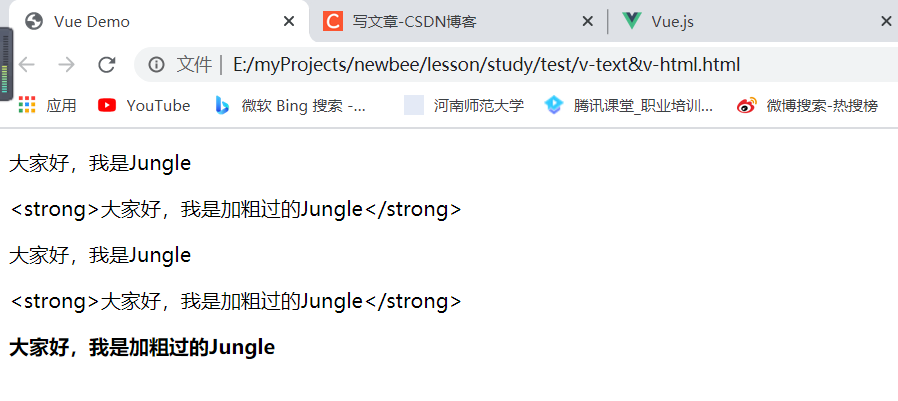 Vue Demo
写文章-CSDN博客
Vue.js
文件 | E:/myProjects/newbee/lesson/study/test/v-text&v-html.html
应用 YouTube 微软 Bing 搜索 -... 河南师范大学 腾讯课堂_职业培训... 微博搜索-热搜榜
大家好，我是Jungle
<strong>大家好，我是加粗过的Jungle</strong>
大家好，我是Jungle
<strong>大家好，我是加粗过的Jungle</strong>
大家好，我是加粗过的Jungle